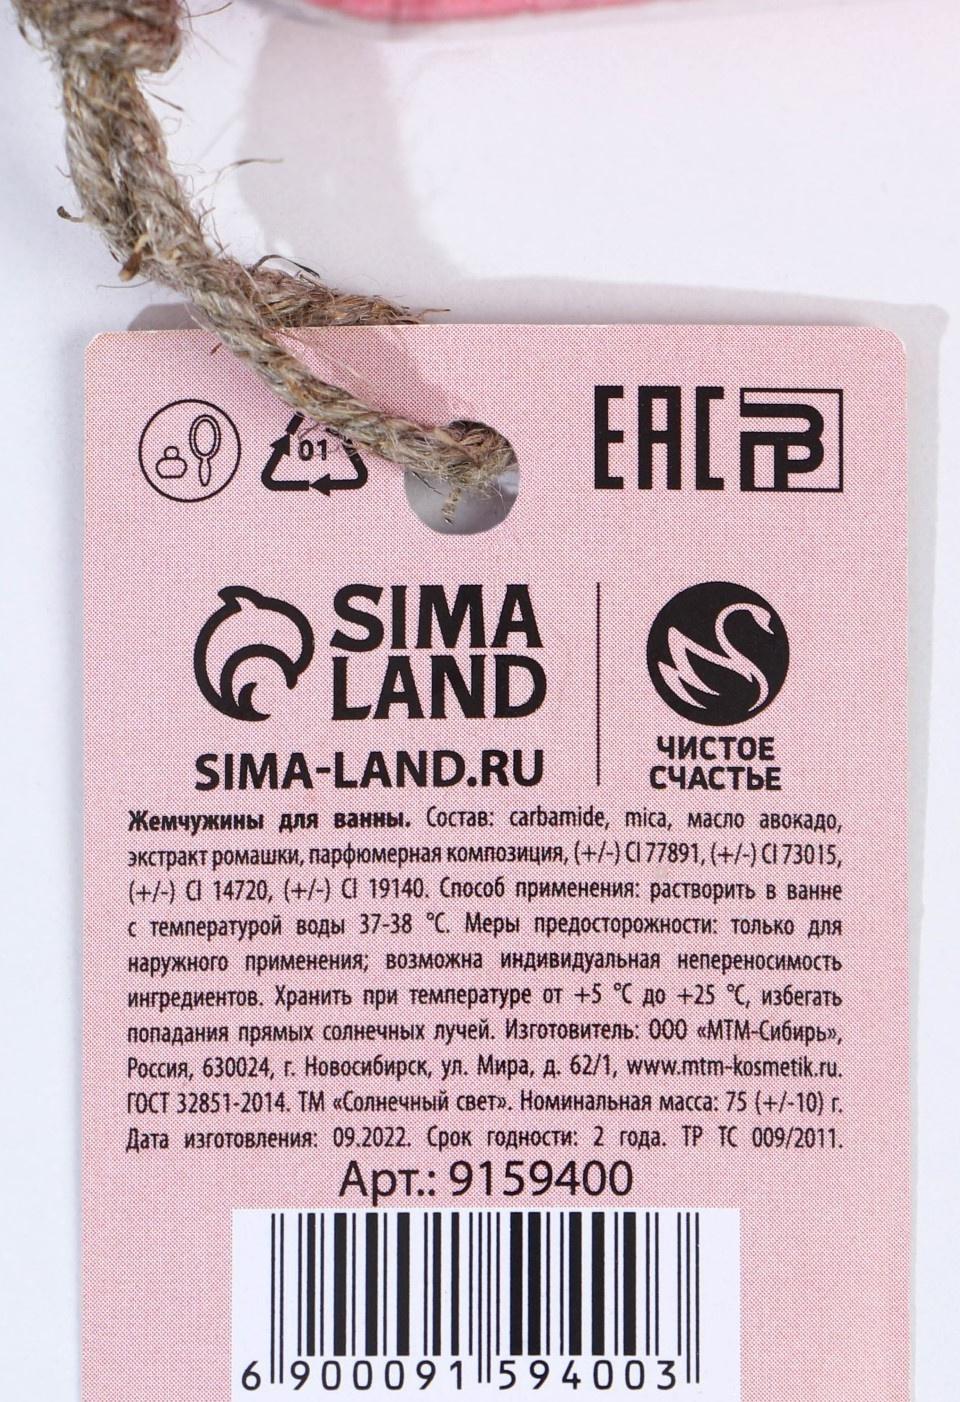 01
ЕАС
SIMA
LAND
SIMA-LAND.RU
ЧИСТОЕ
СЧАСТЬЕ
Жемчужины для ванны. Состав: carbamide, mica, масло авокадо,
экстракт ромашки, парфюмерная композиция, (+/-) CI 77891, (+/-) CI 73015,
(+/-) CI 14720, (+/-) CI 19140. Способ применения: растворить в ванне
с температурой воды 37-38 °С. Меры предосторожности: только для
наружного применения; возможна индивидуальная непереносимость
ингредиентов. Хранить при температуре от +5 °С до +25 °С, избегать
попадания прямых солнечных лучей. Изготовитель: ООО «МТМ-Сибирь»,
Россия, 630024, г. Новосибирск, ул. Мира, д. 62/1, www.mtm-kosmetik.ru.
ГОСТ 32851-2014. ТМ «Солнечный свет». Номинальная масса: 75 (+/-10) г.
Дата изготовления: 09.2022. Срок годности: 2 года. ТР ТС 009/2011.
Арт.: 9159400
6 900091 594003